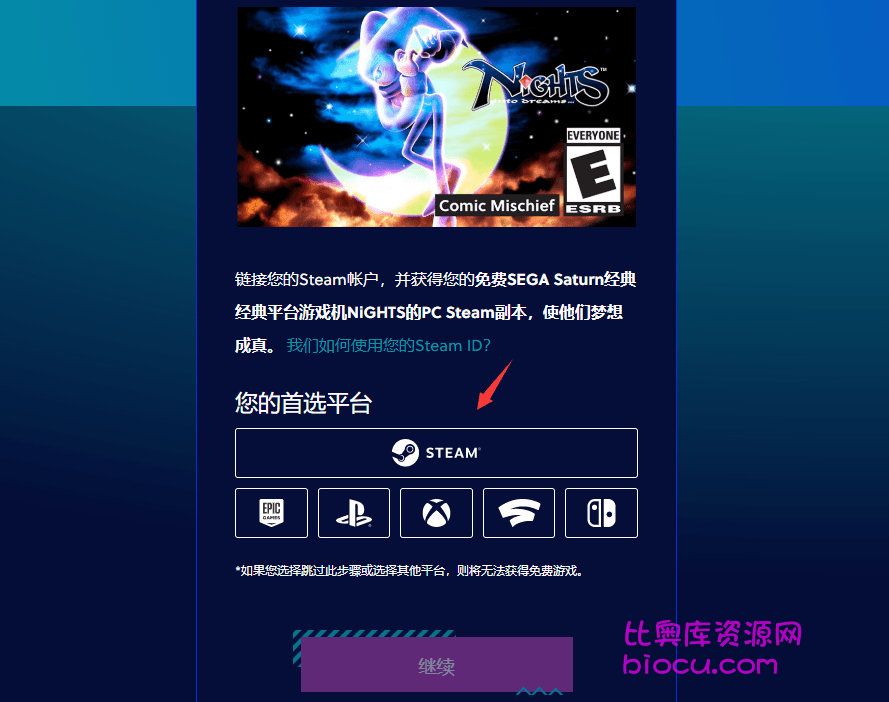 NiGHTS™
into dreams...
EVERYONE
E
ESRB
Comic Mischief
链接您的Steam帐户，并获得您的免费SEGA Saturn经典
经典平台游戏机NiGHTS的PC Steam副本，使他们梦想
成真。 我们如何使用您的Steam ID？
您的首选平台
STEAM®
EPIC
GAMES
*如果您选择跳过此步骤或选择其他平台，则将无法获得免费游戏。
继续
比奥库资源网
biocu.com